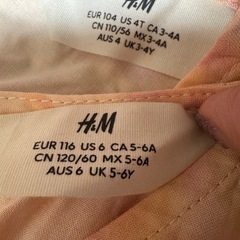 H&M
EUR 104 US 4T CA 3-4A
CN 110/56 MX 3-4A
AUS 4 UK 3-4Y
H&M
EUR 116 US 6 CA 5-6A
CN 120/60 MX 5-6A
AUS 6 UK 5-6Y